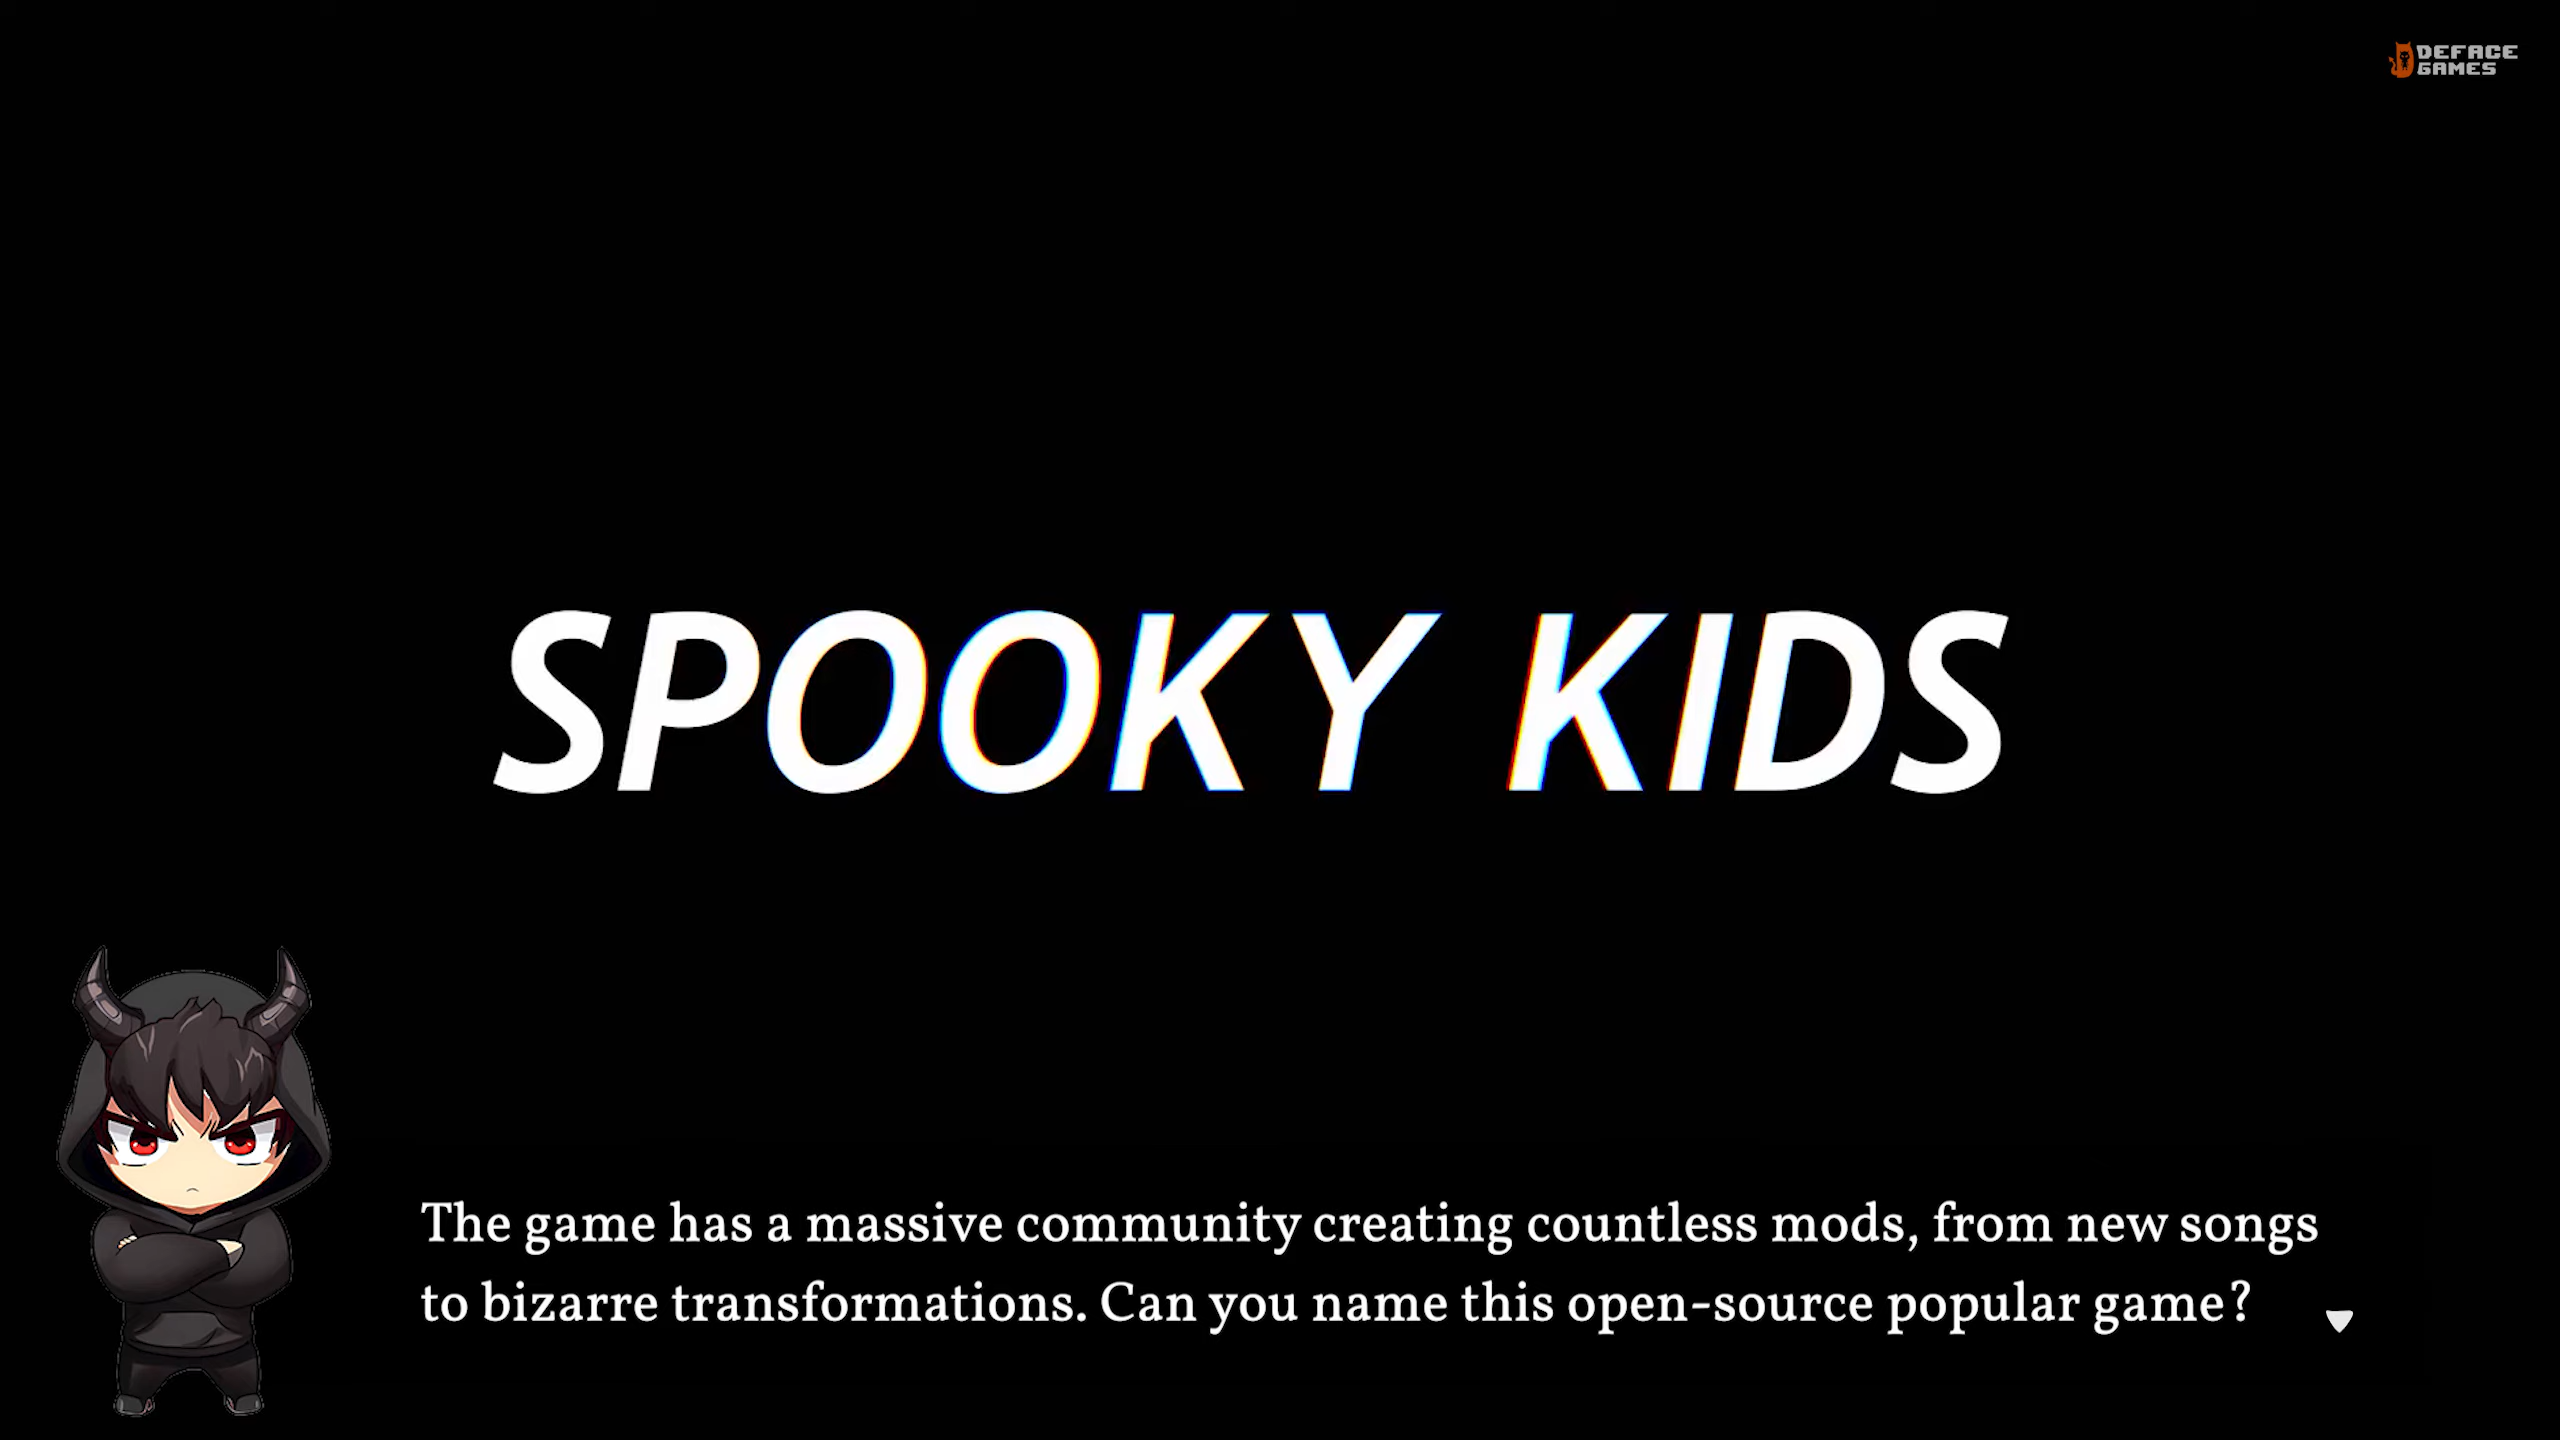 DEFACE
GAMES
SPOOKY KIDS
The game has a massive community creating countless mods, from new songs
to bizarre transformations. Can you name this open-source popular game?